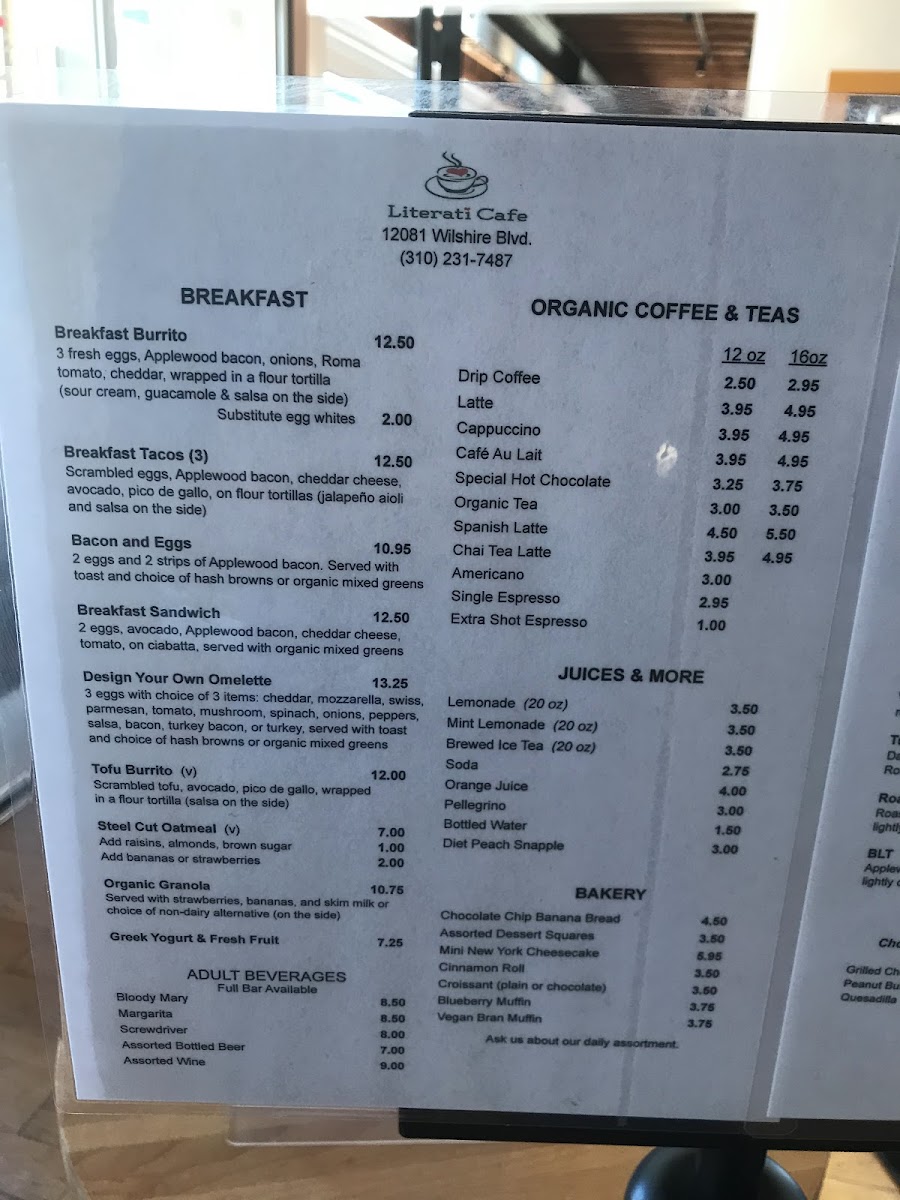 Literati Cafe
12081 Wilshire Blvd.
(310) 231-7487
BREAKFAST
Breakfast Burrito 12.50
3 fresh eggs, Applewood bacon, onions, Roma
tomato, cheddar, wrapped in a flour tortilla
(sour cream, guacamole & salsa on the side)
Substitute egg whites 2.00
Breakfast Tacos (3) 12.50
Scrambled eggs, Applewood bacon, cheddar cheese,
avocado, pico de gallo, on flour tortillas (jalapeño aioli
and salsa on the side)
Bacon and Eggs 10.95
2 eggs and 2 strips of Applewood bacon. Served with
toast and choice of hash browns or organic mixed greens
Breakfast Sandwich 12.50
2 eggs, avocado, Applewood bacon, cheddar cheese,
tomato, on ciabatta, served with organic mixed greens
Design Your Own Omelette 13.25
3 eggs with choice of 3 items: cheddar, mozzarella, swiss,
parmesan, tomato, mushroom, spinach, onions, peppers,
salsa, bacon, turkey bacon, or turkey, served with toast
and choice of hash browns or organic mixed greens
Tofu Burrito (v) 12.00
Scrambled tofu, avocado, pico de gallo, wrapped
in a flour tortilla (salsa on the side)
Steel Cut Oatmeal (v) 7.00
Add raisins, almonds, brown sugar 1.00
Add bananas or strawberries 2.00
Organic Granola 10.75
Served with strawberries, bananas, and skim milk or
choice of non-dairy alternative (on the side)
Greek Yogurt & Fresh Fruit 7.25
ADULT BEVERAGES
Full Bar Available
Bloody Mary 8.50
Margarita 8.50
Screwdriver 8.00
Assorted Bottled Beer 7.00
Assorted Wine 9.00
ORGANIC COFFEE & TEAS
12 oz 16oz
Drip Coffee 2.50 2.95
Latte 3.95 4.95
Cappuccino 3.95 4.95
Café Au Lait 3.95 4.95
Special Hot Chocolate 3.25 3.75
Organic Tea 3.00 3.50
Spanish Latte 4.50 5.50
Chai Tea Latte 3.95 4.95
Americano 3.00
Single Espresso 2.95
Extra Shot Espresso 1.00
JUICES & MORE
Lemonade (20 oz) 3.50
Mint Lemonade (20 oz) 3.50
Brewed Ice Tea (20 oz) 3.50
Soda 2.75
Orange Juice 4.00
Pellegrino 3.00
Bottled Water 1.50
Diet Peach Snapple 3.00
BAKERY
Chocolate Chip Banana Bread 4.50
Assorted Dessert Squares 3.50
Mini New York Cheesecake 5.95
Cinnamon Roll 3.50
Croissant (plain or chocolate) 3.50
Blueberry Muffin 3.75
Vegan Bran Muffin 3.75
Ask us about our daily assortment.
BLT
Grilled
Peanut
Quesadilla